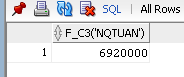 SQL | All Rows
F_C3('NQTUAN')
1 6920000